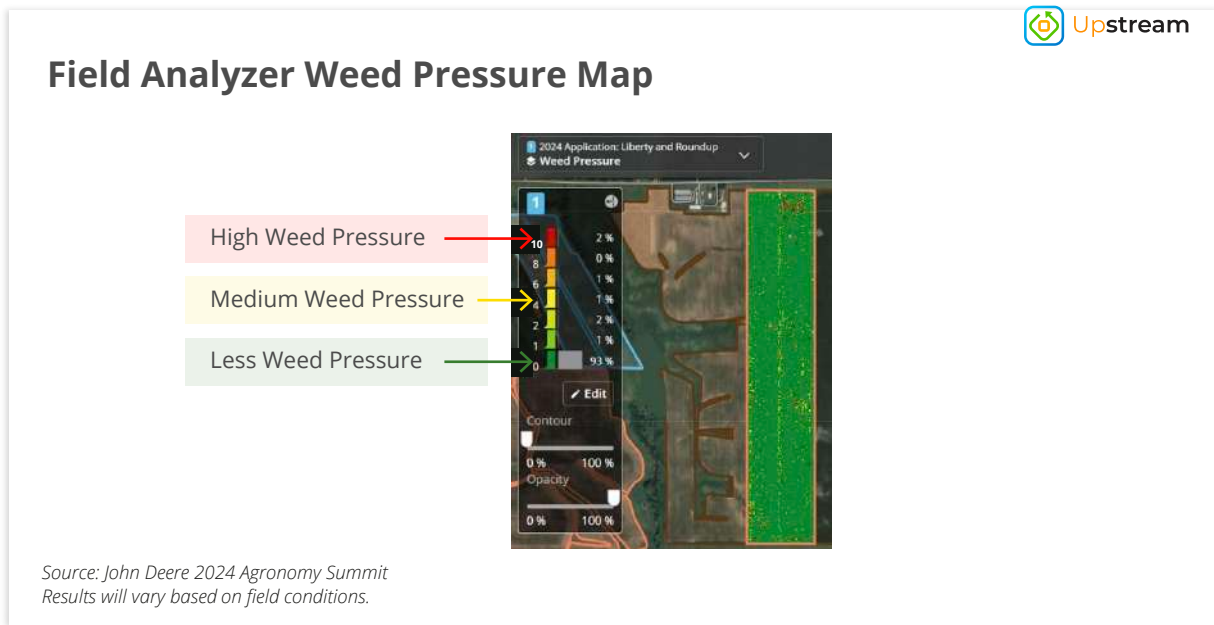 Upstream
Field Analyzer Weed Pressure Map
2024 Application: Liberty and Roundup
Weed Pressure
1
High Weed Pressure
10
2 %
8
0 %
6
1 %
Medium Weed Pressure
4
1 %
2
2 %
1
1 %
Less Weed Pressure
0
93 %
Edit
Contour
0 % 100 %
Opacity
0 % 100 %
Source: John Deere 2024 Agronomy Summit
Results will vary based on field conditions.